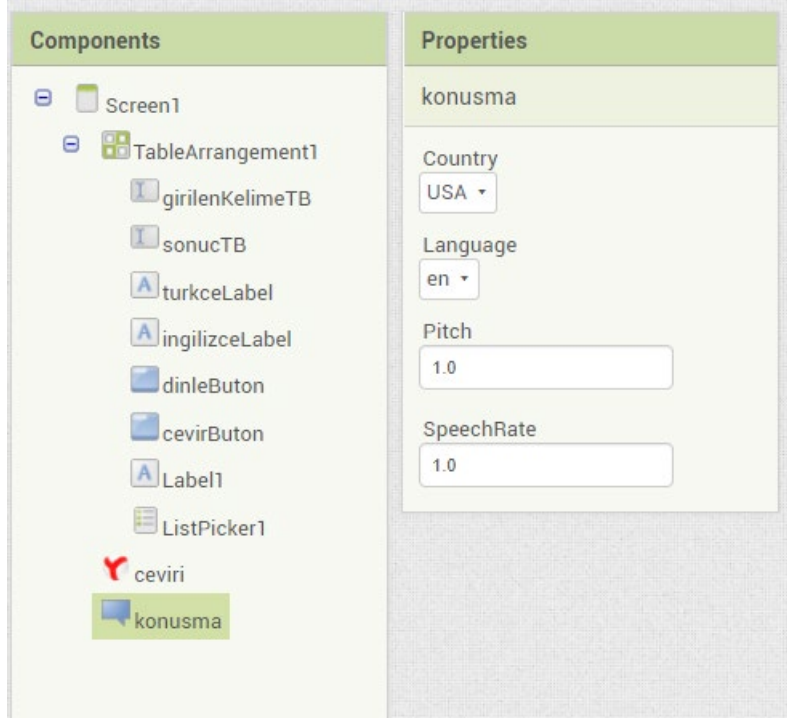 Components
Screen1
TableArrangement1
girilenKelimeTB
sonucTB
turkceLabel
ingilizceLabel
dinleButon
cevirButon
Label1
ListPicker1
ceviri
konusma
Properties
konusma
Country
USA
Language
en
Pitch
1.0
SpeechRate
1.0